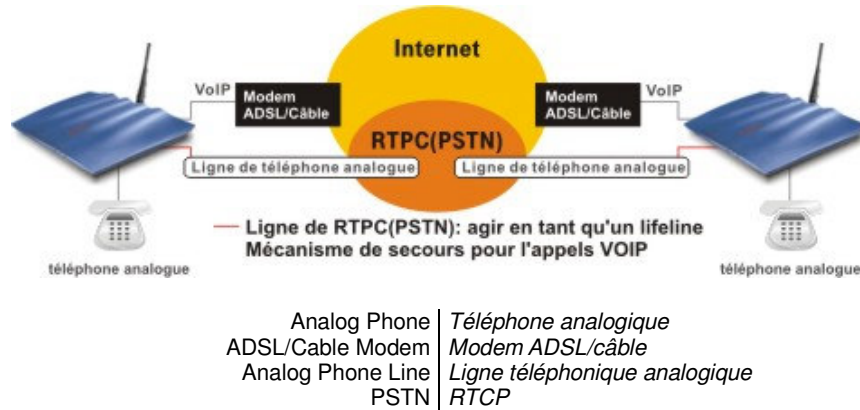 Internet
VoIP
Modem
ADSL/Câble
Modem
ADSL/Câble
VoIP
RTPC(PSTN)
Ligne de téléphone analogue
Ligne de téléphone analogue
Ligne de RTPC(PSTN): agir en tant qu'un lifeline
Mécanisme de secours pour l'appels VOIP
téléphone analogue
téléphone analogue
Analog Phone Téléphone analogique
ADSL/Cable Modem Modem ADSL/câble
Analog Phone Line Ligne téléphonique analogique
PSTN RTCP